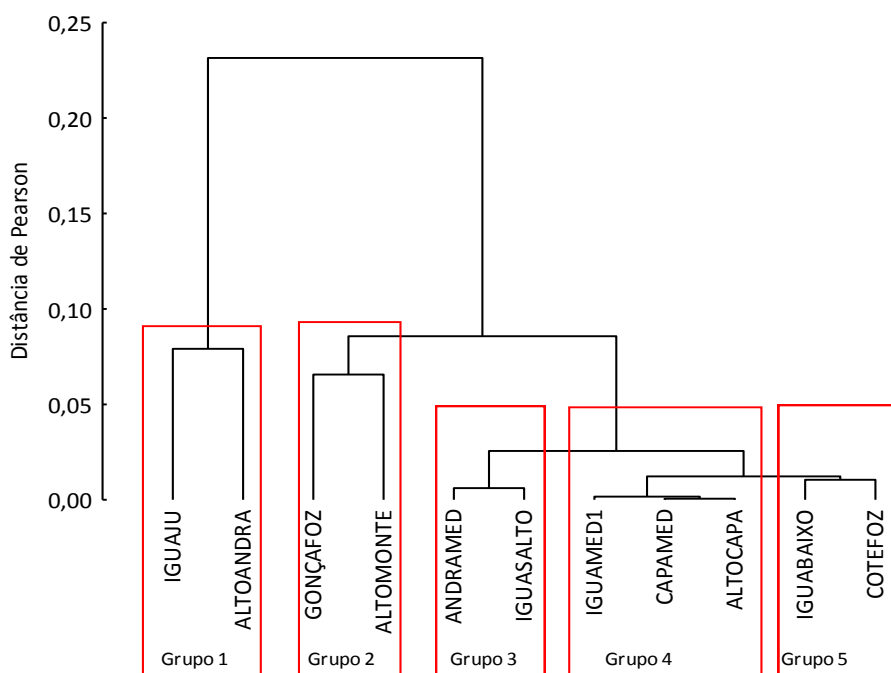 0,25
0,20
0,15
0,10
0,05
0,00
Distância de Pearson
IGUAJU
ALTOANDRA
GONÇAFOZ
ALTOMONTE
ANDRAMED
IGUASALTO
IGUAMED1
CAPAMED
ALTOCAPA
IGUABAIXO
COTEFOZ
Grupo 1
Grupo 2
Grupo 3
Grupo 4
Grupo 5